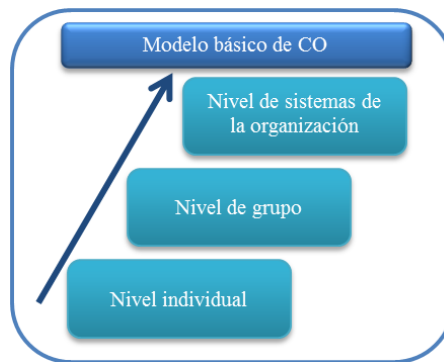 Modelo básico de CO
Nivel de sistemas de
la organización
Nivel de grupo
Nivel individual